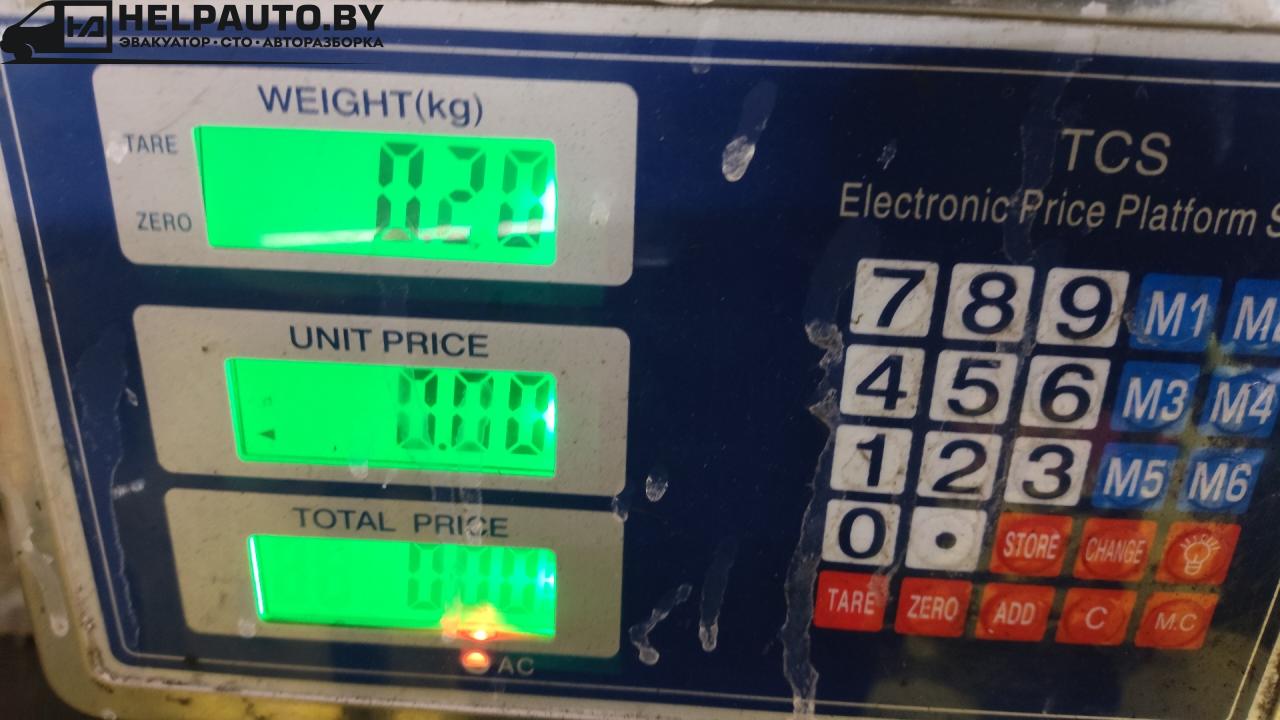 HELPAUTO.BY
ЭВАКУАТОР·СТО·АВТОРАЗБОРКА
WEIGHT(kg)
TARE
0.20
ZERO
UNIT PRICE
0.00
TOTAL PRICE
0.00
AC
TCS
Electronic Price Platform
7 8 9 M1
4 5 6 M3 M4
1 2 3 M5 M6
0 . STORE CHANGE
TARE ZERO ADD C M.C